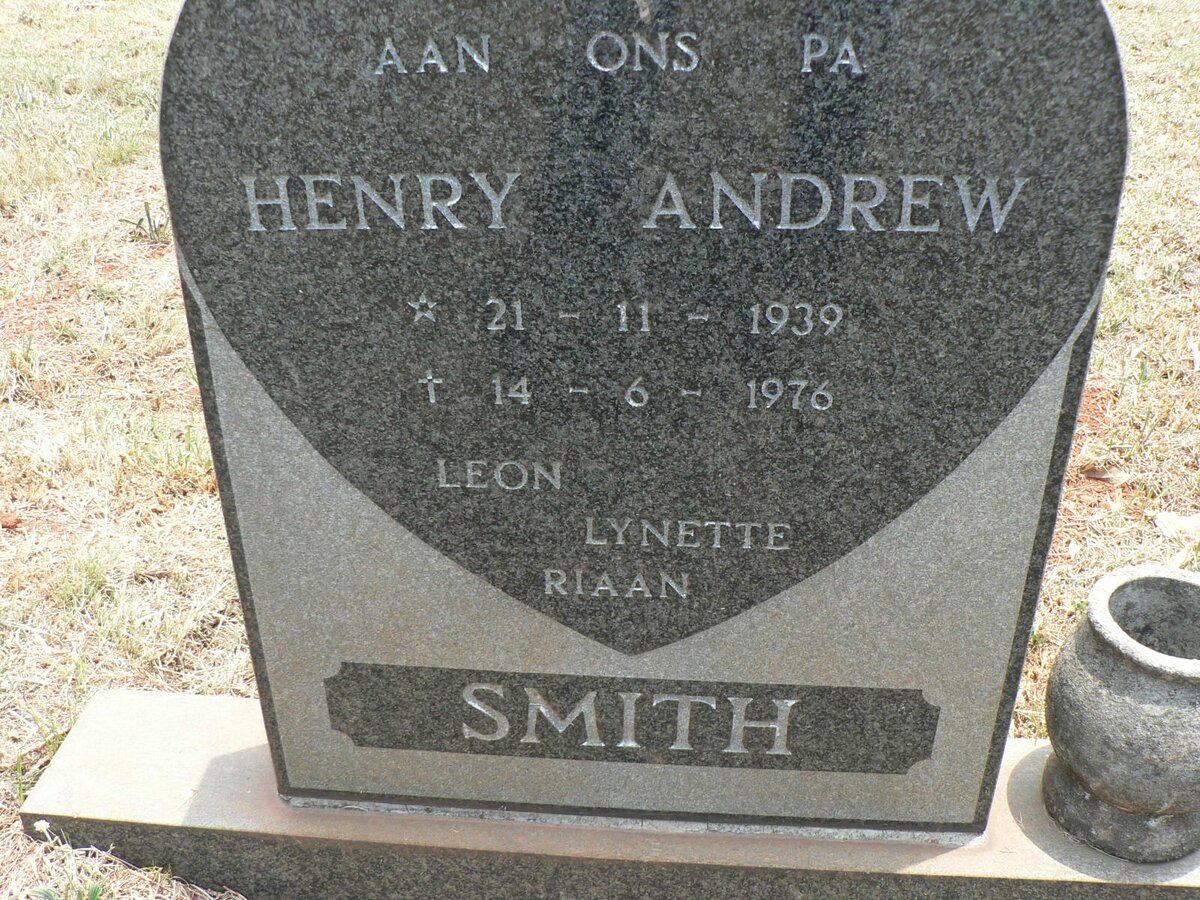 AAN ONS PA
HENRY ANDREW
☆ 21 - 11 - 1939
† 14 - 6 - 1976
LEON
LYNETTE
RIAAN
SMITH